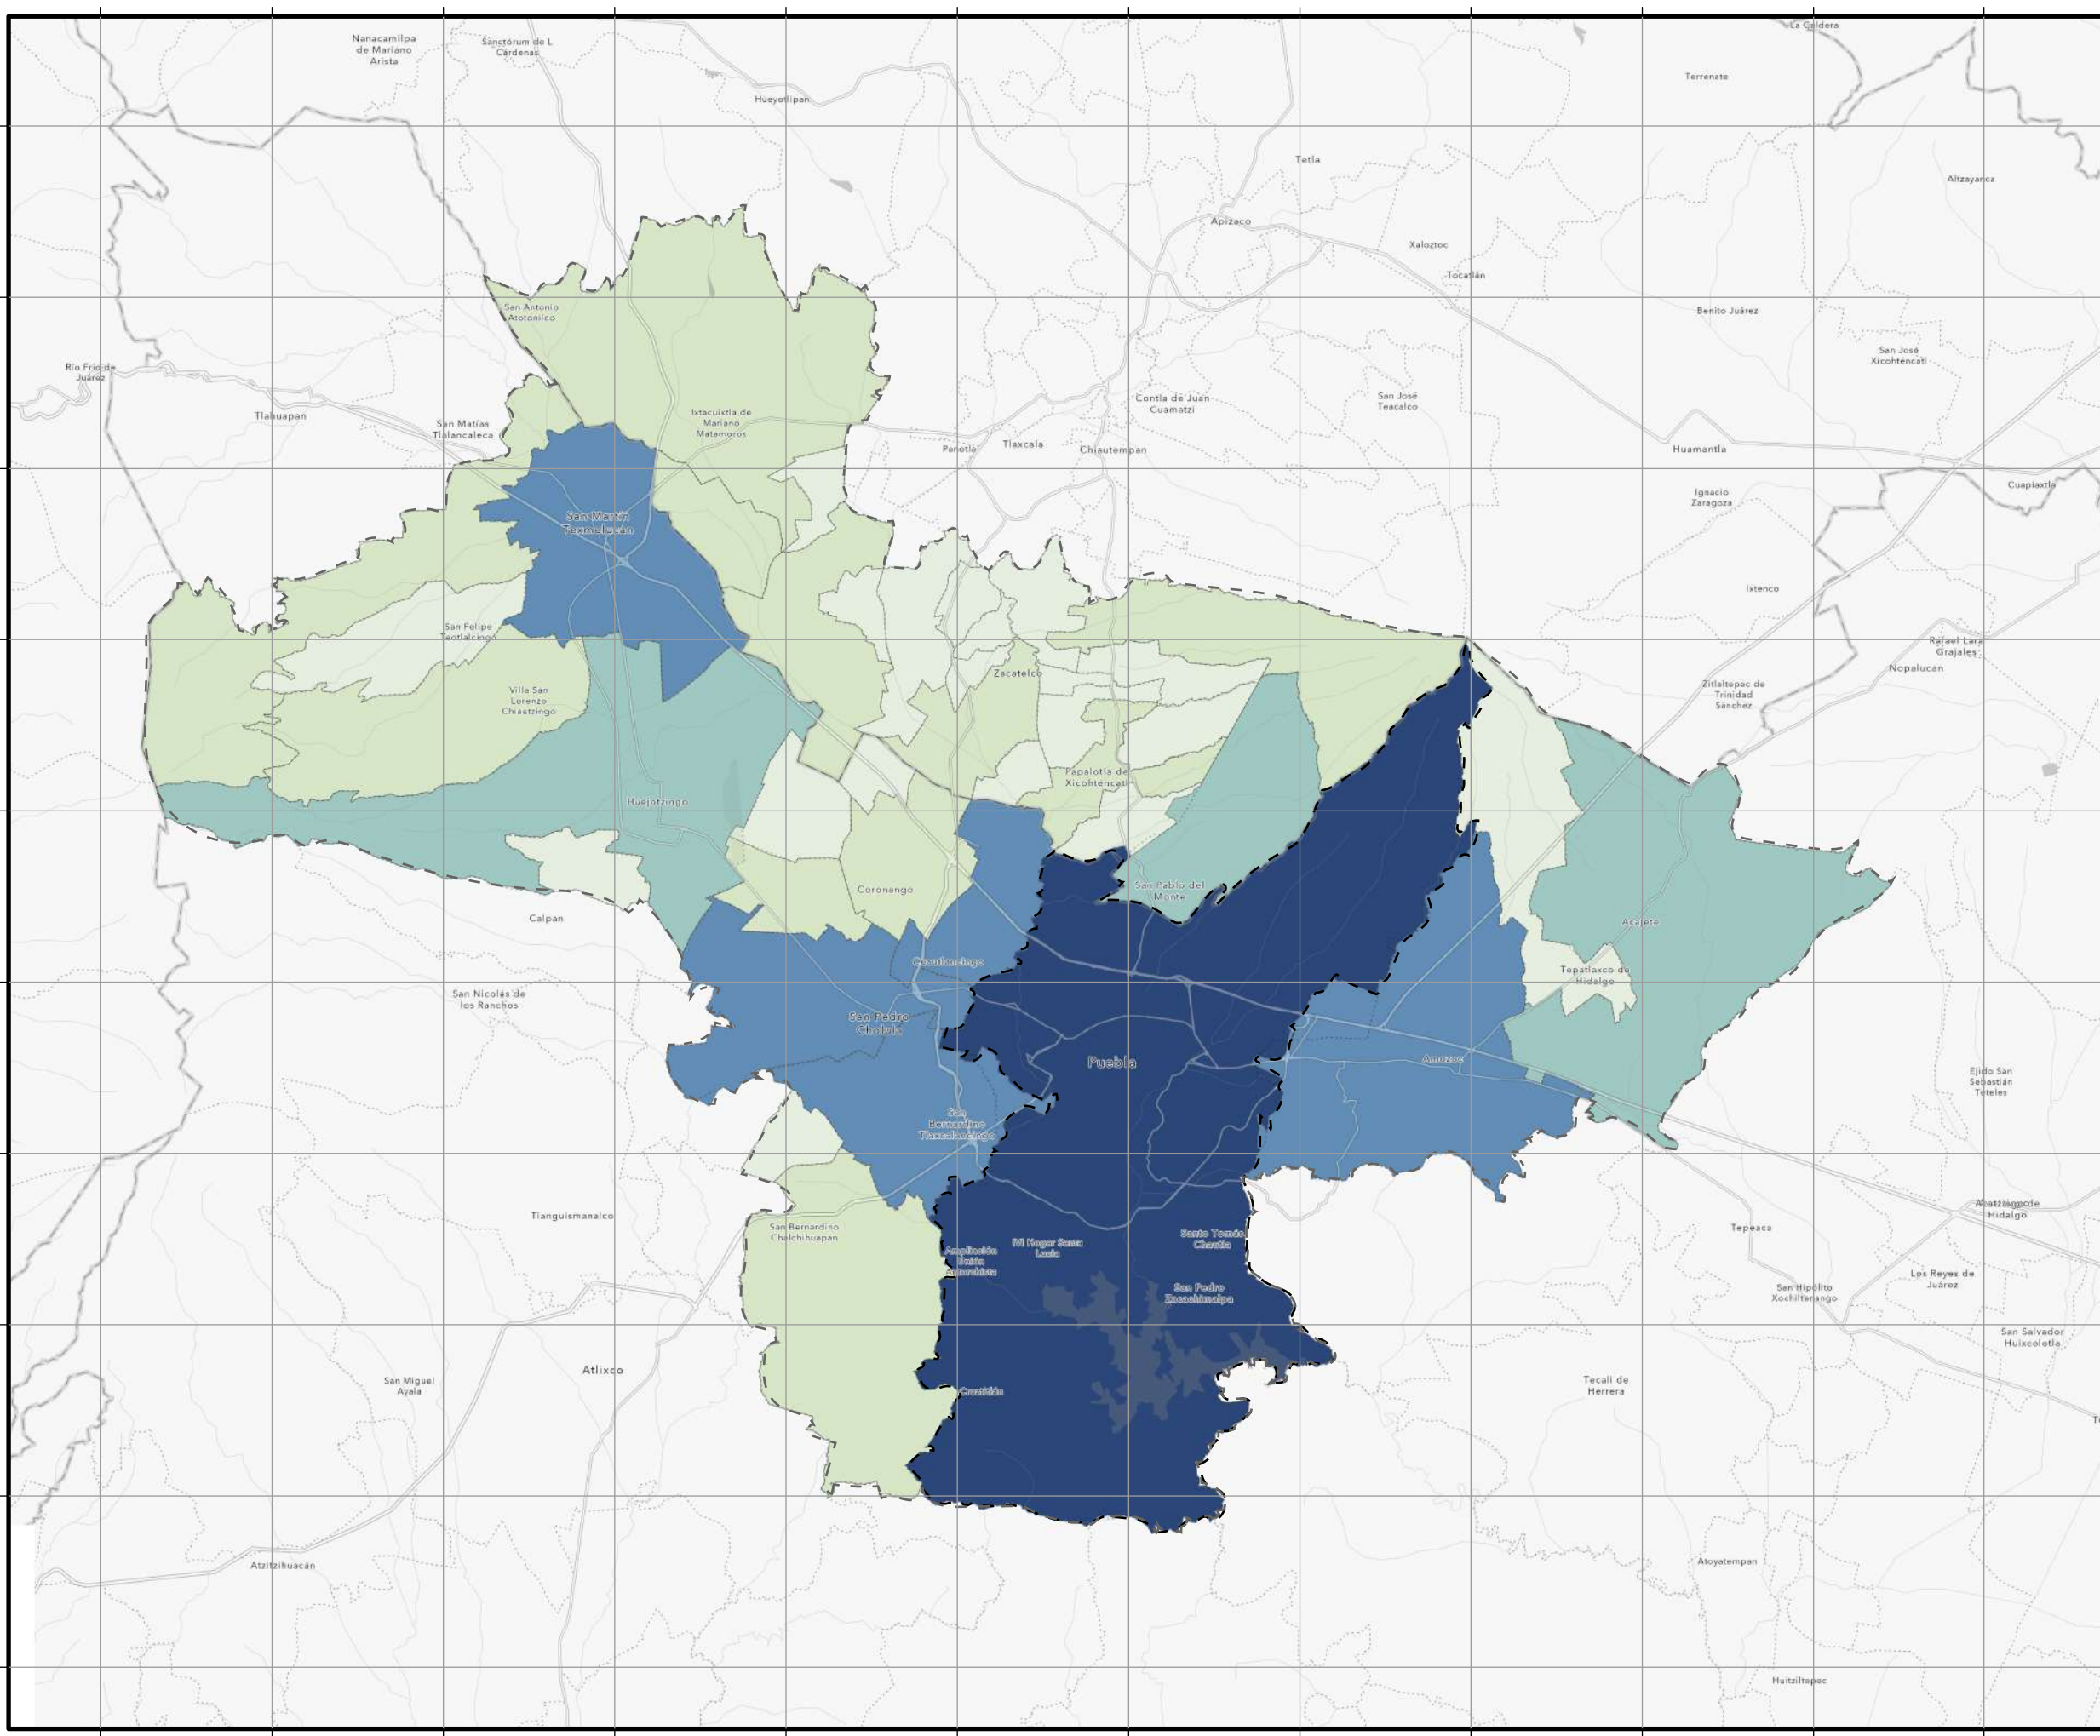 La Caldera
Nanacamilpa
de Mariano
Arista
Sanctórum de L
Cárdenas
Terrenate
Hueyotlipan
Tetla
Altzayanca
Apizaco
Xaloztoc
Tocatlán
San Antonio
Atotonilco
Benito Juárez
San José
Xicohténcatl
Río Frío de
Juárez
Tlahuapan
San Matías
Tlalancaleca
Ixtacuixtla de
Mariano
Matamoros
Contla de Juan
Cuamatzi
San José
Teacalco
Panotla
Tlaxcala
Chiautempan
Huamantla
Cuapiaxtla
Ignacio
Zaragoza
San Martín
Texmelucan
Ixtenco
San Felipe
Teotlalcingo
Rafael Lara
Grajales
Nopalucan
Zacatelco
Villa San
Lorenzo
Chiautzingo
Zitlaltepec de
Trinidad
Sánchez
Papalotla de
Xicohtencatl
Huejotzingo
Coronango
San Pablo del
Monte
Calpan
Acajete
Cuautlancingo
Tepatlaxco de
Hidalgo
San Nicolás de
los Ranchos
San Pedro
Cholula
Puebla
Amozoc
Ejido San
Sebastián
Teteles
San
Bernardino
Tlaxcalancingo
Tianguismanalco
San Bernardino
Chalchihuapan
Hidalgo
Tepeaca
Santo Tomás
Chautla
IVI Hogar Santa
Lucía
Ampliación
Unión
Antorchista
San Pedro
Zacachimalpa
San Hipólito
Xochiltenango
Los Reyes de
Juárez
San Salvador
Huixcolotla
Atlixco
San Miguel
Ayala
Tecali de
Herrera
Atzitzihuacán
Atoyatempan
Huitziltepec